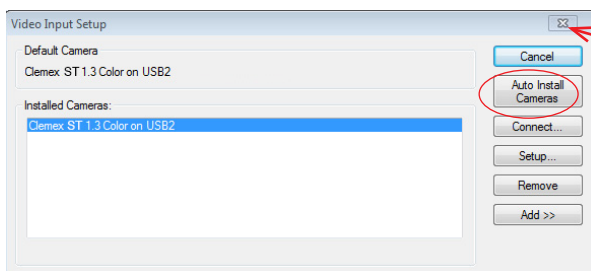 Video Input Setup
Default Camera
Clemex ST 1.3 Color on USB2
Installed Cameras:
Clemex ST 1.3 Color on USB2
Cancel
Auto Install
Cameras
Connect...
Setup...
Remove
Add >>